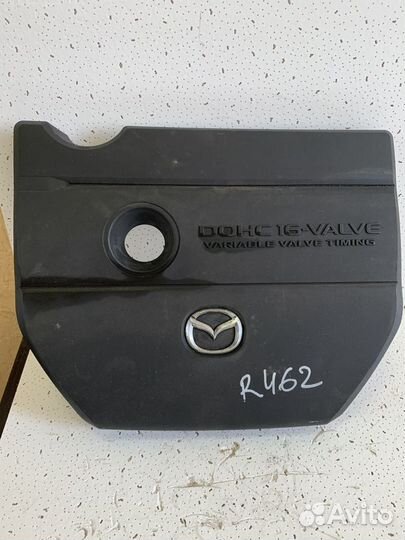 DOHC 16-VALVE
VARIABLE VALVE TIMING
R462
Avito